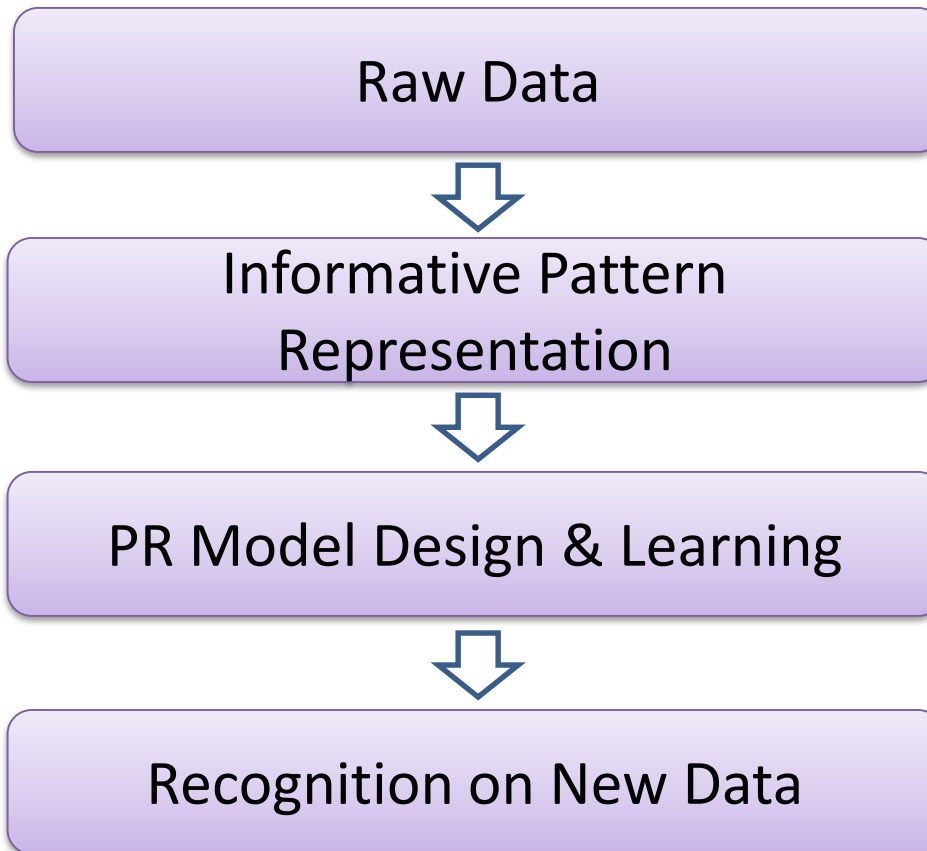 Raw Data
Informative Pattern
Representation
PR Model Design & Learning
Recognition on New Data